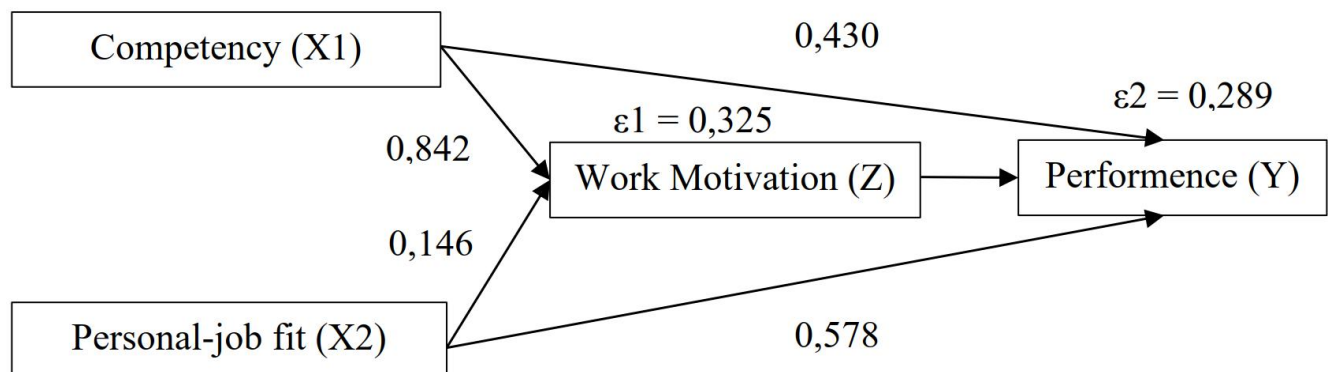 Competency (X1)
0,430
ε2 = 0,289
ε1 = 0,325
0,842
Work Motivation (Z)
Performence (Y)
0,146
Personal-job fit (X2)
0,578